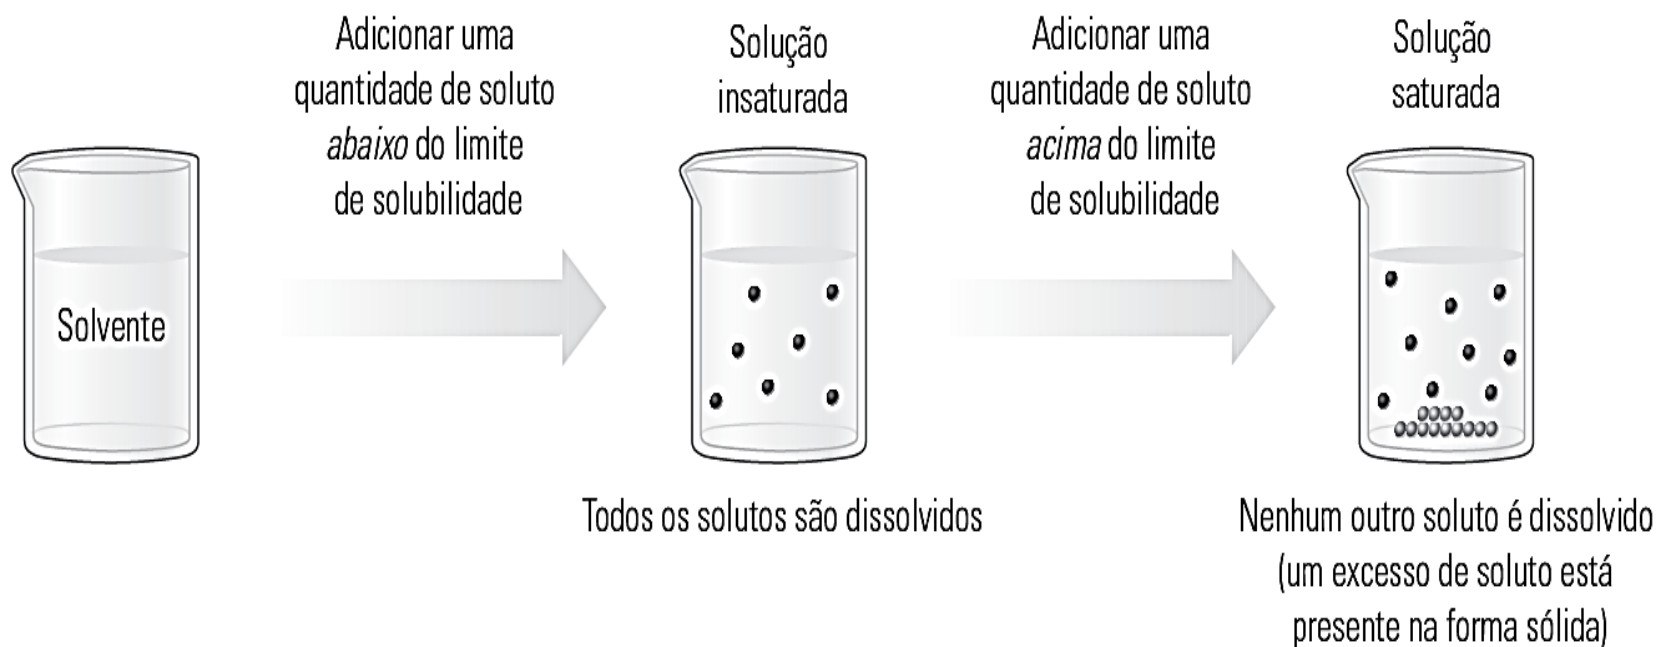 Adicionar uma
quantidade de soluto
abaixo do limite
de solubilidade
Solução
insaturada
Adicionar uma
quantidade de soluto
acima do limite
de solubilidade
Solução
saturada
Solvente
Todos os solutos são dissolvidos
Nenhum outro soluto é dissolvido
(um excesso de soluto está
presente na forma sólida)